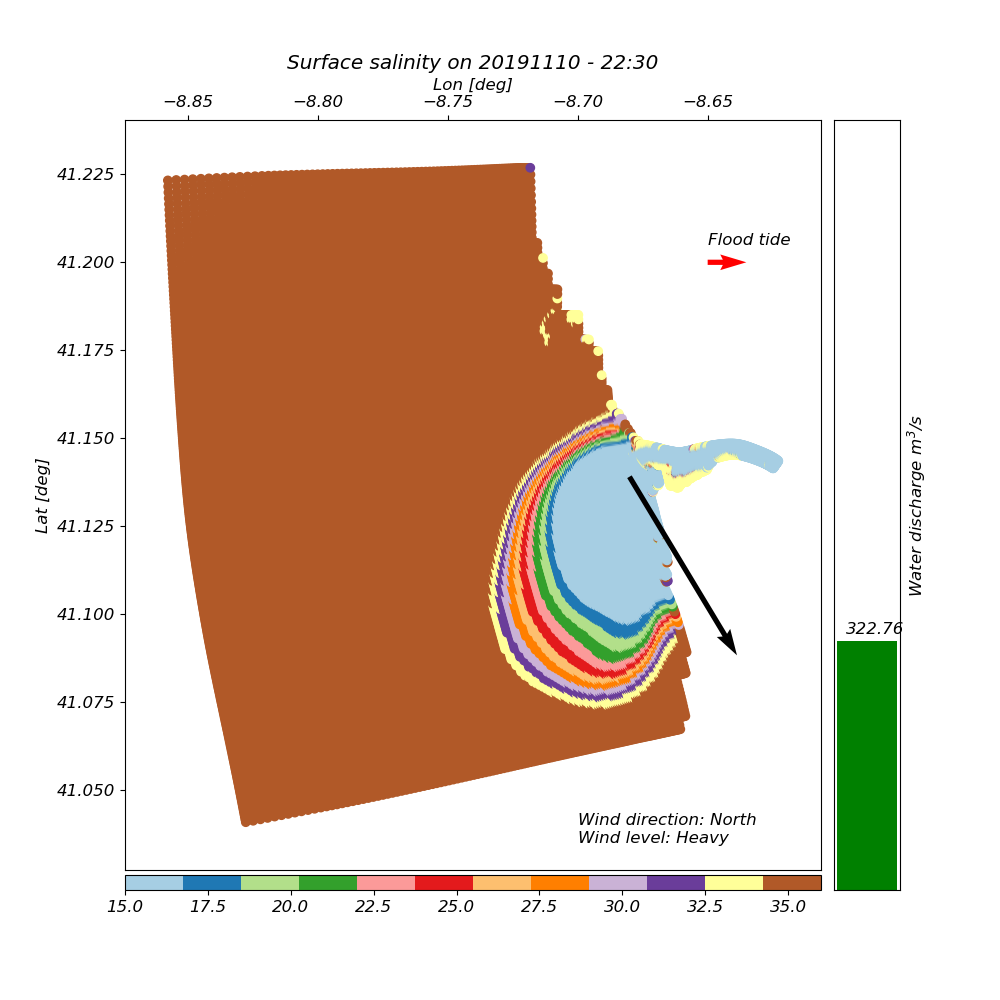 Surface salinity on 20191110 - 22:30
Lon [deg]
−8.85 −8.80 −8.75 −8.70 −8.65
41.225
41.200
41.175
41.150
41.125
41.100
41.075
41.050
Lat [deg]
Flood tide
Wind direction: North
Wind level: Heavy
322.76
Water discharge m³/s
15.0 17.5 20.0 22.5 25.0 27.5 30.0 32.5 35.0